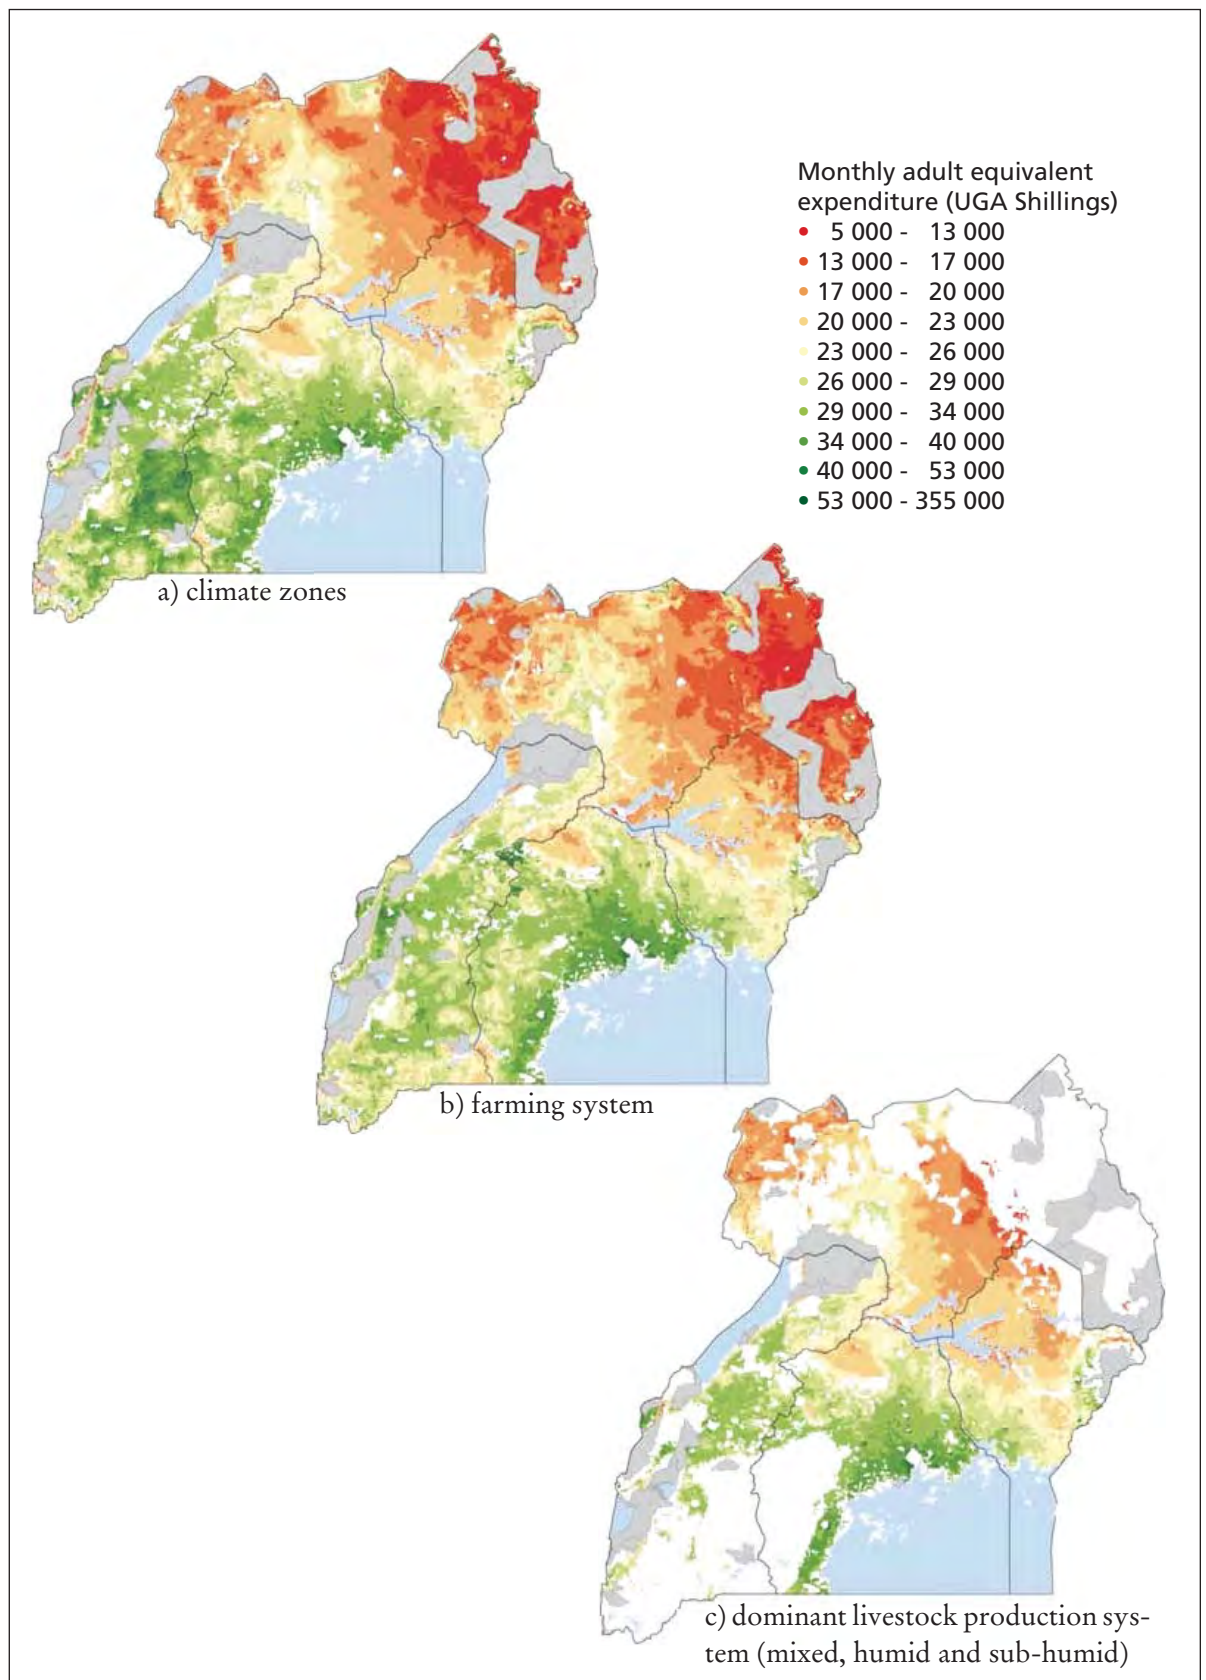 Monthly adult equivalent
expenditure (UGA Shillings)
5 000 - 13 000
13 000 - 17 000
17 000 - 20 000
20 000 - 23 000
23 000 - 26 000
26 000 - 29 000
29 000 - 34 000
34 000 - 40 000
40 000 - 53 000
53 000 - 355 000
a) climate zones
b) farming system
c) dominant livestock production sys-
tem (mixed, humid and sub-humid)